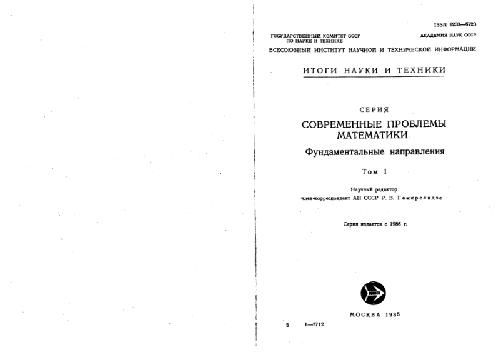 ISSN 0233—6723
ГОСУДАРСТВЕННЫЙ КОМИТЕТ СССР
ПО НАУКЕ И ТЕХНИКЕ
АКАДЕМИЯ НАУК СССР
ВСЕСОЮЗНЫЙ ИНСТИТУТ НАУЧНОЙ И ТЕХНИЧЕСКОЙ ИНФОРМАЦИИ
ИТОГИ НАУКИ И ТЕХНИКИ
СЕРИЯ
СОВРЕМЕННЫЕ ПРОБЛЕМЫ
МАТЕМАТИКИ
Фундаментальные направления
Том 1
Научный редактор
член-корреспондент АН СССР Р. В. Гамкрелидзе
Серия издается с 1985 г.
МОСКВА 1985